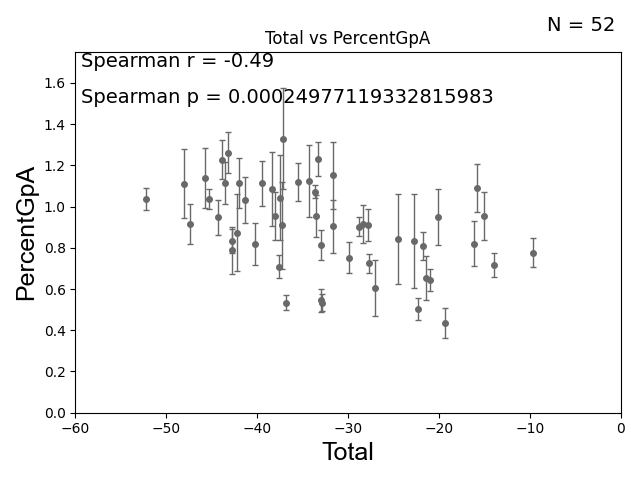 N = 52
Total vs PercentGpA
Spearman r = -0.49
Spearman p = 0.00024977119332815983
PercentGpA
1.6
1.4
1.2
1.0
0.8
0.6
0.4
0.2
0.0
−60 −50 −40 −30 −20 −10 0
Total